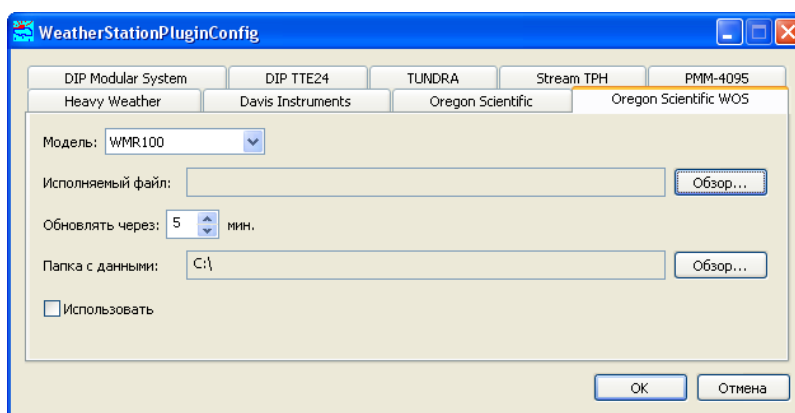 WeatherStationPluginConfig
DIP Modular System DIP TTE24 TUNDRA Stream TPH PMM-4095
Heavy Weather Davis Instruments Oregon Scientific Oregon Scientific WOS
Модель: WMR100
Исполняемый файл: Обзор...
Обновлять через: 5 мин.
Папка с данными: C:\ Обзор...
Использовать
OK Отмена